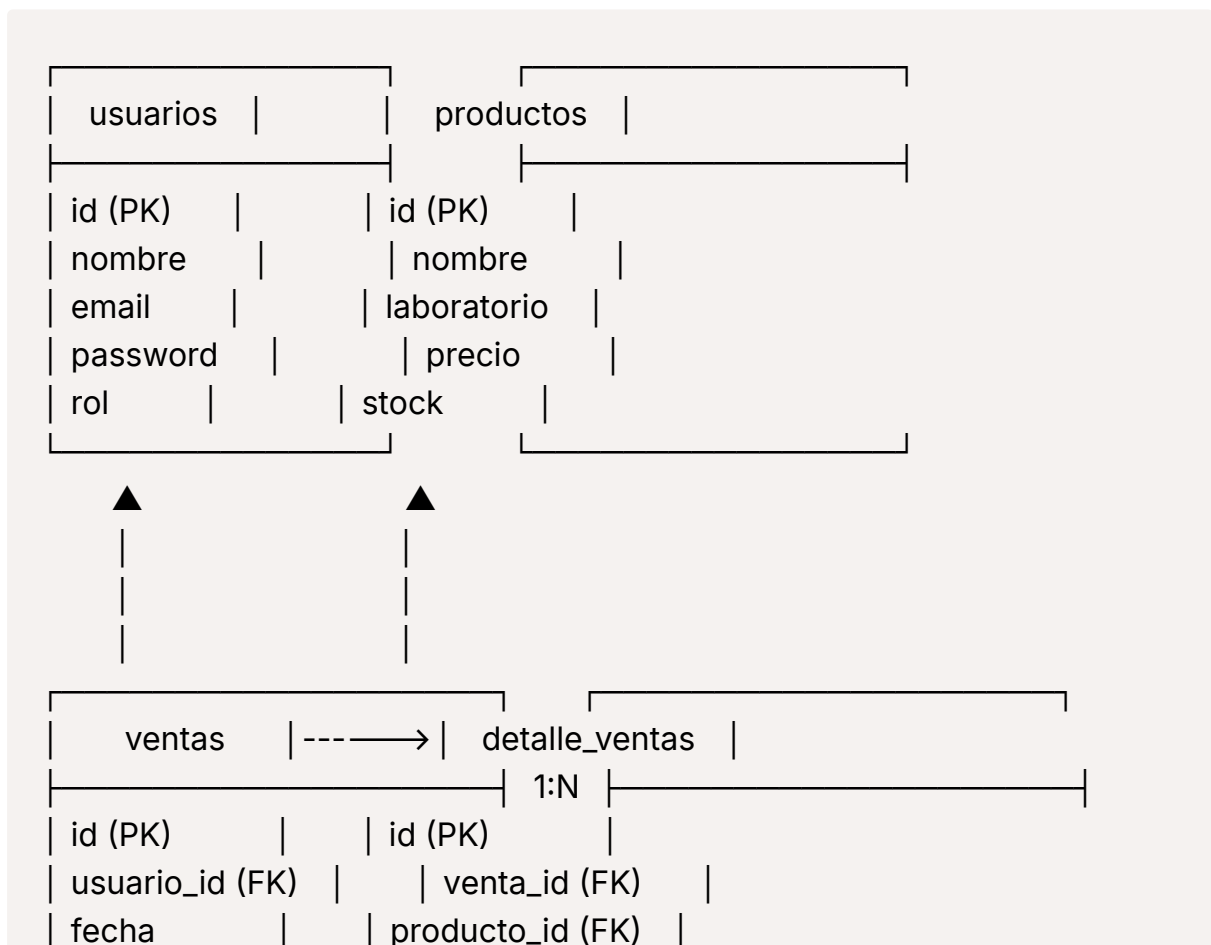 ┌─────────────────┐       ┌───────────────────┐
│   usuarios   │           │   productos   │
├─────────────────┤       ├───────────────────┤
│ id (PK)      │           │ id (PK)       │
│ nombre       │           │ nombre        │
│ email        │           │ laboratorio   │
│ password     │           │ precio        │
│ rol          │           │ stock         │
└─────────────────┘       └───────────────────┘
▲                         ▲
│                         │
│                         │
│                         │
┌───────────────────────┐       ┌────────────────────────┐
│      ventas      │------->│   detalle_ventas   │
├───────────────────────┤  1:N  ├────────────────────────┤
│ id (PK)          │       │ id (PK)           │
│ usuario_id (FK)  │       │ venta_id (FK)     │
│ fecha            │       │ producto_id (FK)  │